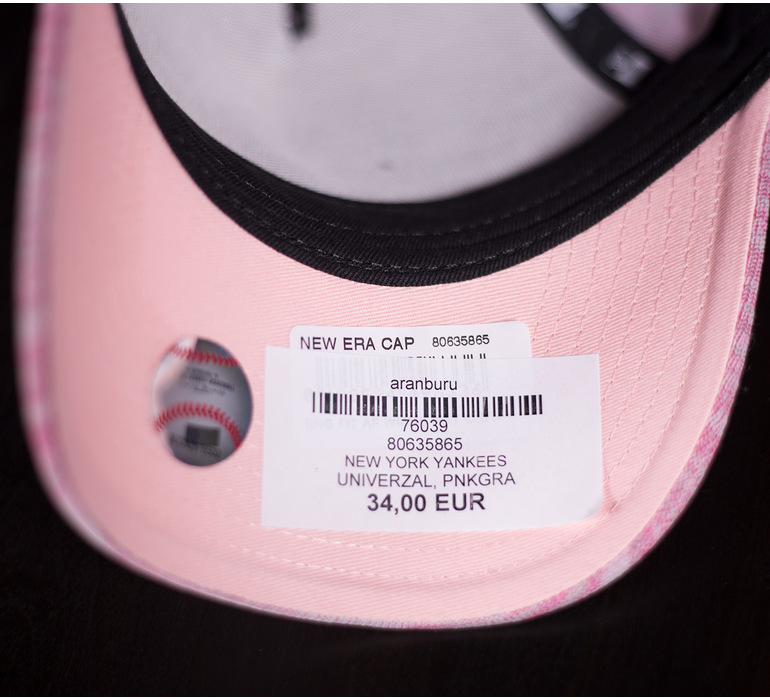 NEW ERA CAP 80635865
aranburu
76039
80635865
NEW YORK YANKEES
UNIVERZAL, PNKGRA
34,00 EUR